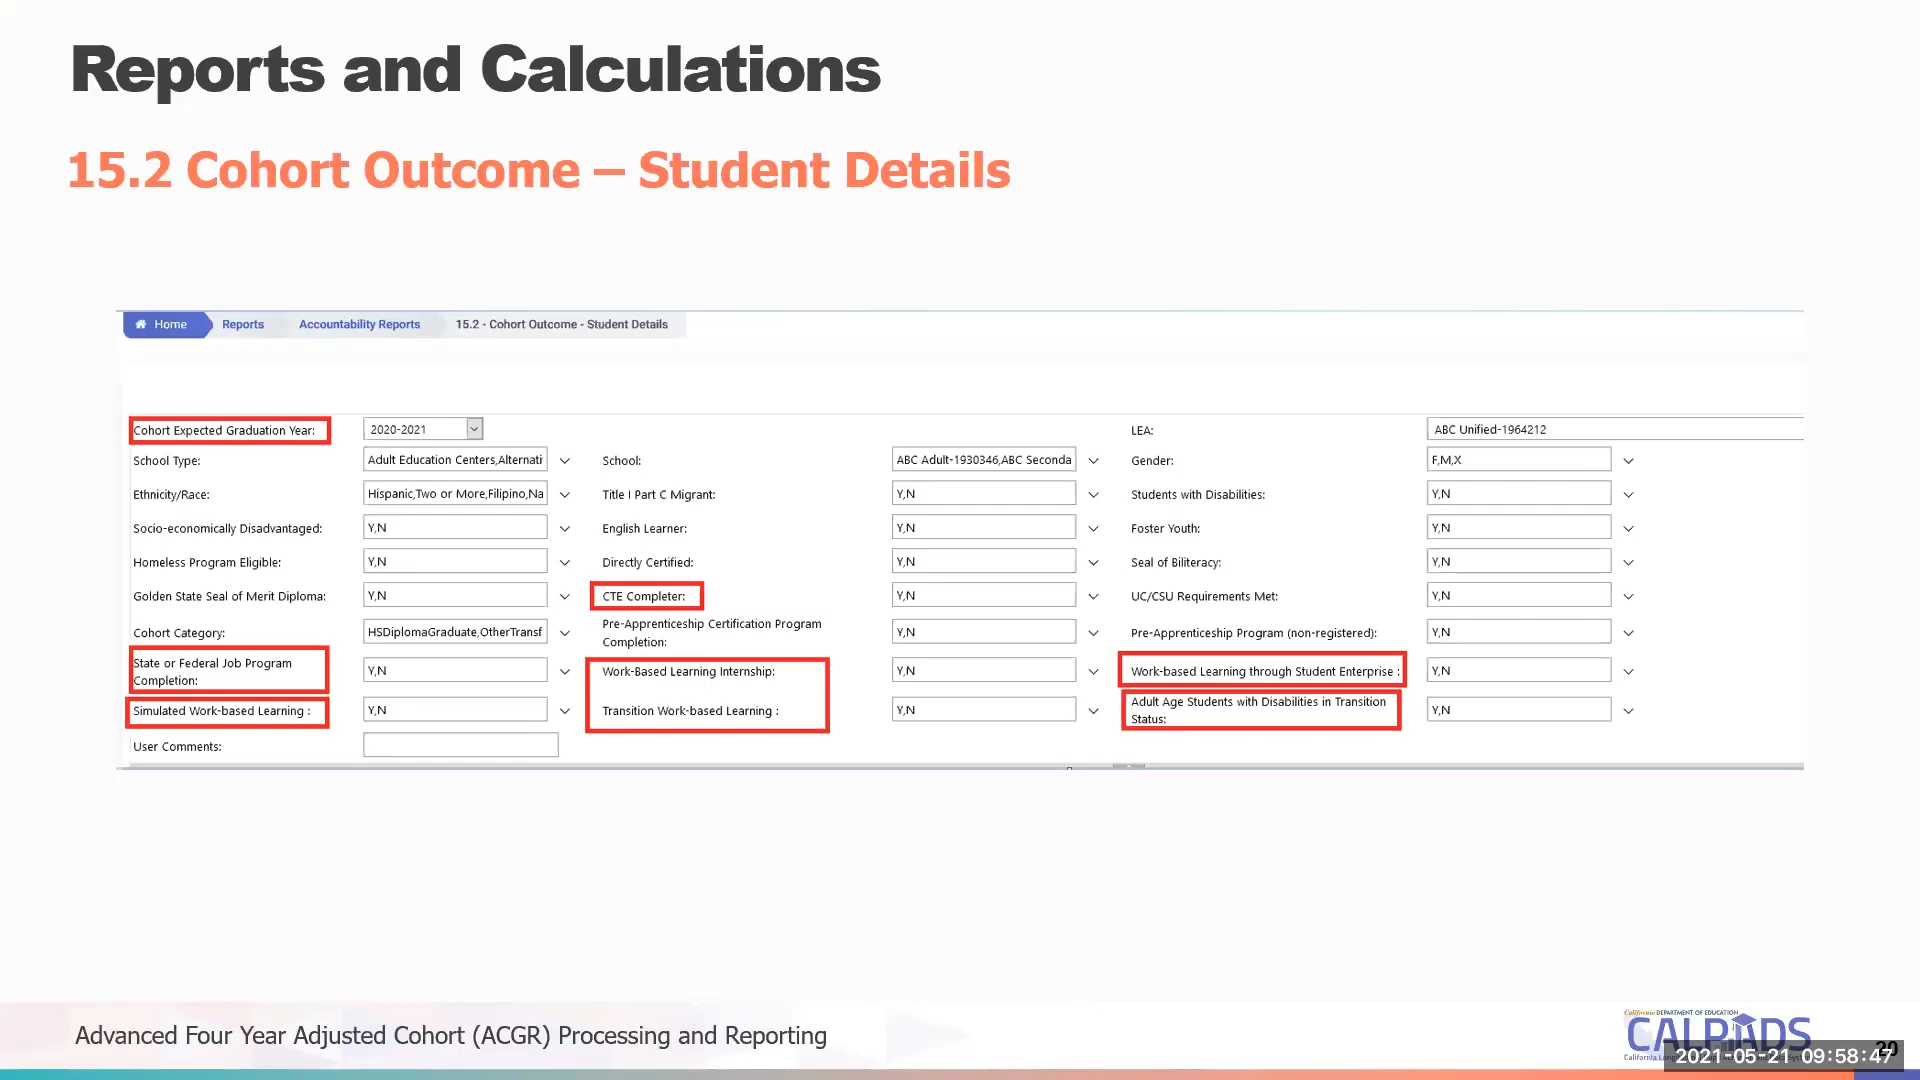 Reports and Calculations
15.2 Cohort Outcome – Student Details
Home Reports Accountability Reports 15.2 - Cohort Outcome - Student Details
Cohort Expected Graduation Year: 2020-2021 LEA: ABC Unified-1964212
School Type: Adult Education Centers,Alternati School: ABC Adult-1930346,ABC Seconda Gender: F,M,X
Ethnicity/Race: Hispanic,Two or More,Filipino,Na Title I Part C Migrant: Y,N Students with Disabilities: Y,N
Socio-economically Disadvantaged: Y,N English Learner: Y,N Foster Youth: Y,N
Homeless Program Eligible: Y,N Directly Certified: Y,N Seal of Biliteracy: Y,N
Golden State Seal of Merit Diploma: Y,N CTE Completer: Y,N UC/CSU Requirements Met: Y,N
Cohort Category: HSDiplomaGraduate,OtherTransf Pre-Apprenticeship Certification Program
Completion: Y,N Pre-Apprenticeship Program (non-registered): Y,N
State or Federal Job Program
Completion: Y,N Work-Based Learning Internship: Y,N Work-based Learning through Student Enterprise : Y,N
Simulated Work-based Learning : Y,N Transition Work-based Learning : Y,N Adult Age Students with Disabilities in Transition
Status: Y,N
User Comments:
Advanced Four Year Adjusted Cohort (ACGR) Processing and Reporting
California DEPARTMENT OF EDUCATION
CALPADS
20
2021-05-21 09:58:47